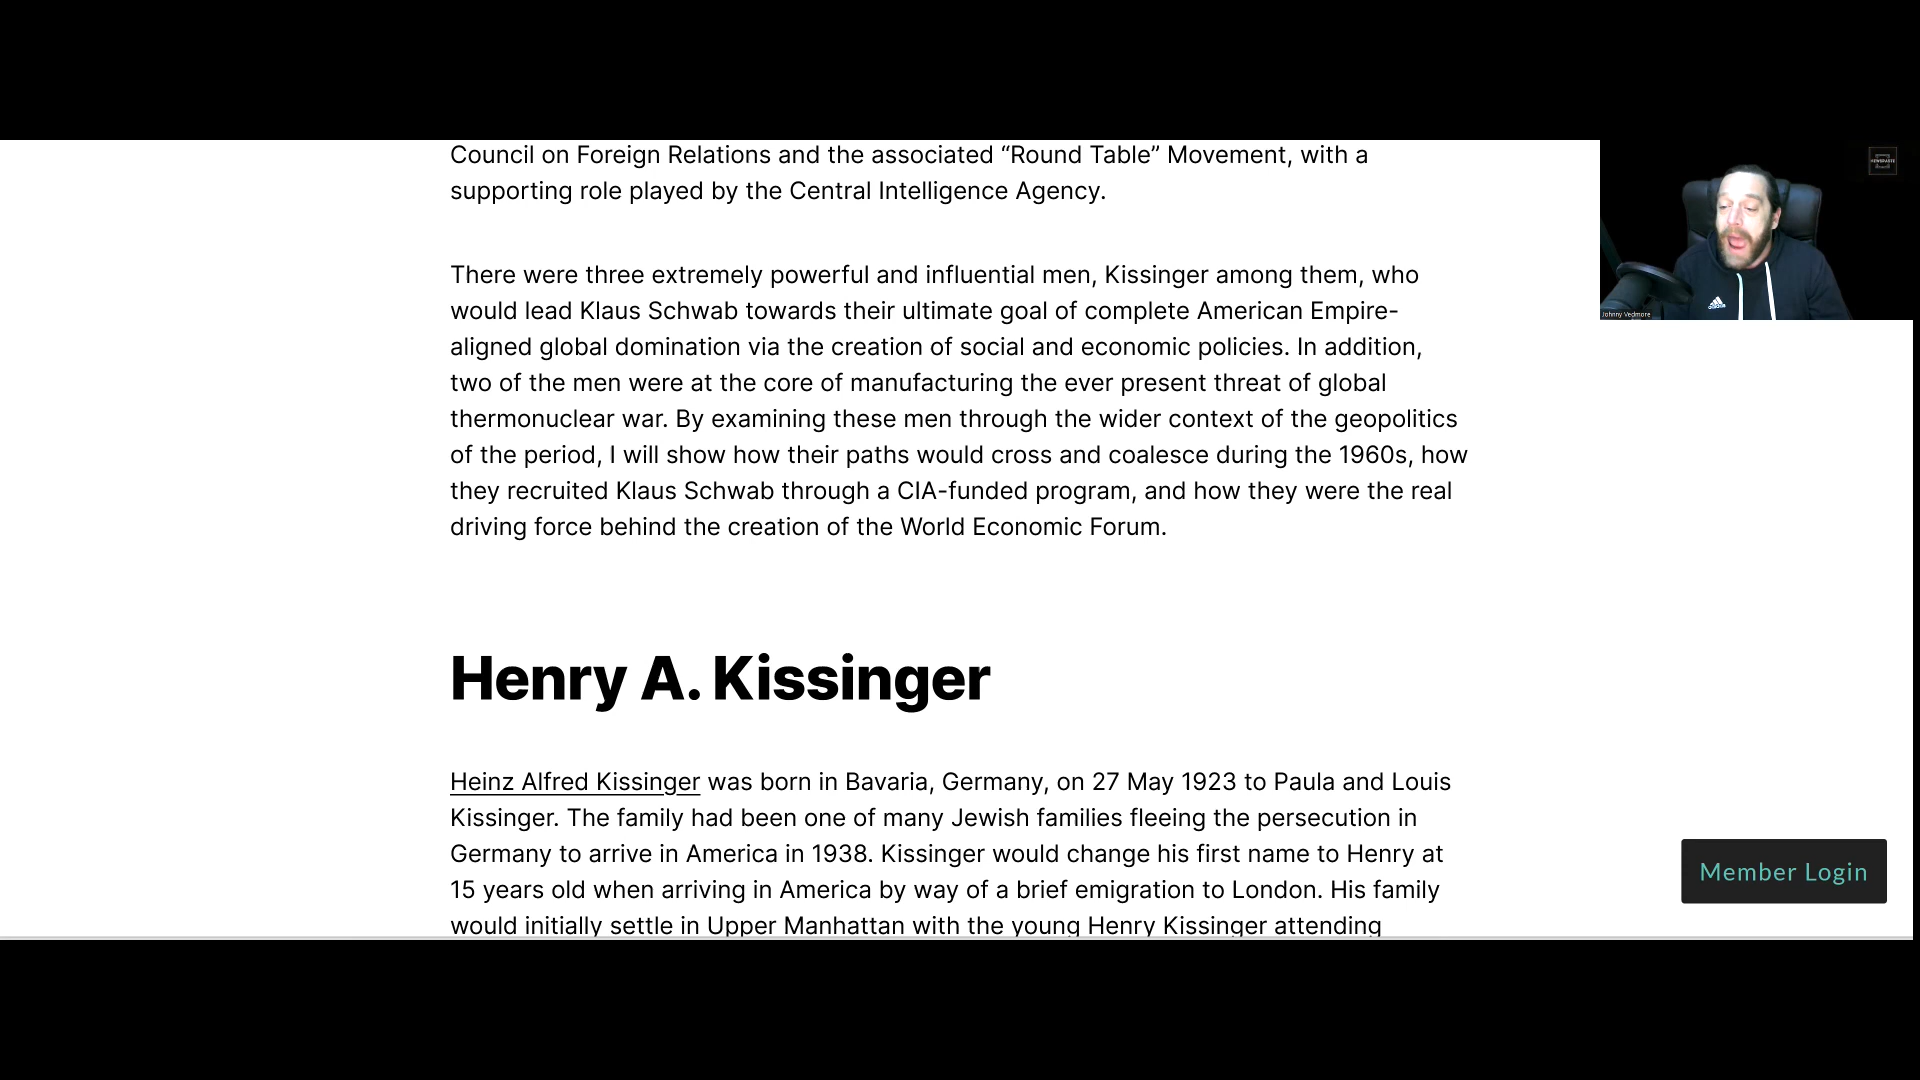 Council on Foreign Relations and the associated “Round Table” Movement, with a
supporting role played by the Central Intelligence Agency.
There were three extremely powerful and influential men, Kissinger among them, who
would lead Klaus Schwab towards their ultimate goal of complete American Empire-
aligned global domination via the creation of social and economic policies. In addition,
two of the men were at the core of manufacturing the ever present threat of global
thermonuclear war. By examining these men through the wider context of the geopolitics
of the period, I will show how their paths would cross and coalesce during the 1960s, how
they recruited Klaus Schwab through a CIA-funded program, and how they were the real
driving force behind the creation of the World Economic Forum.
Henry A. Kissinger
Heinz Alfred Kissinger was born in Bavaria, Germany, on 27 May 1923 to Paula and Louis
Kissinger. The family had been one of many Jewish families fleeing the persecution in
Germany to arrive in America in 1938. Kissinger would change his first name to Henry at
15 years old when arriving in America by way of a brief emigration to London. His family
would initially settle in Upper Manhattan with the young Henry Kissinger attending
Johnny Vedmore
adidas
Member Login